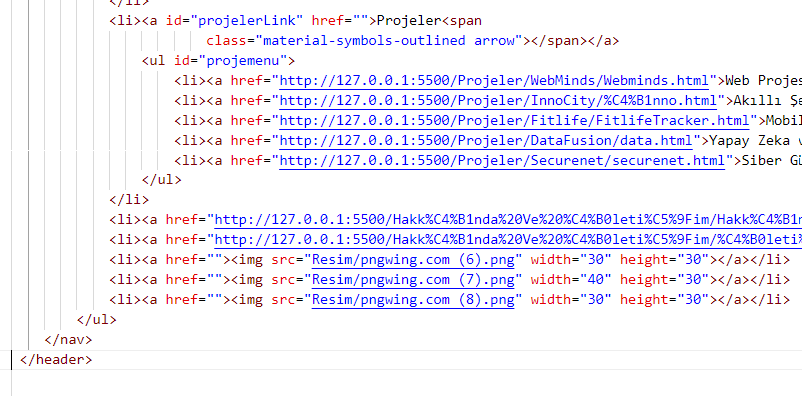 </li>
<li><a id="projelerLink" href="">Projeler<span
class="material-symbols-outlined arrow"></span></a>
<ul id="projemenu">
<li><a href="http://127.0.0.1:5500/Projeler/WebMinds/Webminds.html">Web Projes
<li><a href="http://127.0.0.1:5500/Projeler/InnoCity/%C4%B1nno.html">Akıllı Şe
<li><a href="http://127.0.0.1:5500/Projeler/Fitlife/FitlifeTracker.html">Mobil
<li><a href="http://127.0.0.1:5500/Projeler/DataFusion/data.html">Yapay Zeka v
<li><a href="http://127.0.0.1:5500/Projeler/Securenet/securenet.html">Siber Gü
</ul>
</li>
<li><a href="http://127.0.0.1:5500/Hakk%C4%B1nda%20Ve%20%C4%B0leti%C5%9Fim/Hakk%C4%B1n
<li><a href="http://127.0.0.1:5500/Hakk%C4%B1nda%20Ve%20%C4%B0leti%C5%9Fim/%C4%B0leti%
<li><a href=""><img src="Resim/pngwing.com (6).png" width="30" height="30"></a></li>
<li><a href=""><img src="Resim/pngwing.com (7).png" width="40" height="30"></a></li>
<li><a href=""><img src="Resim/pngwing.com (8).png" width="30" height="30"></a></li>
</ul>
</nav>
</header>